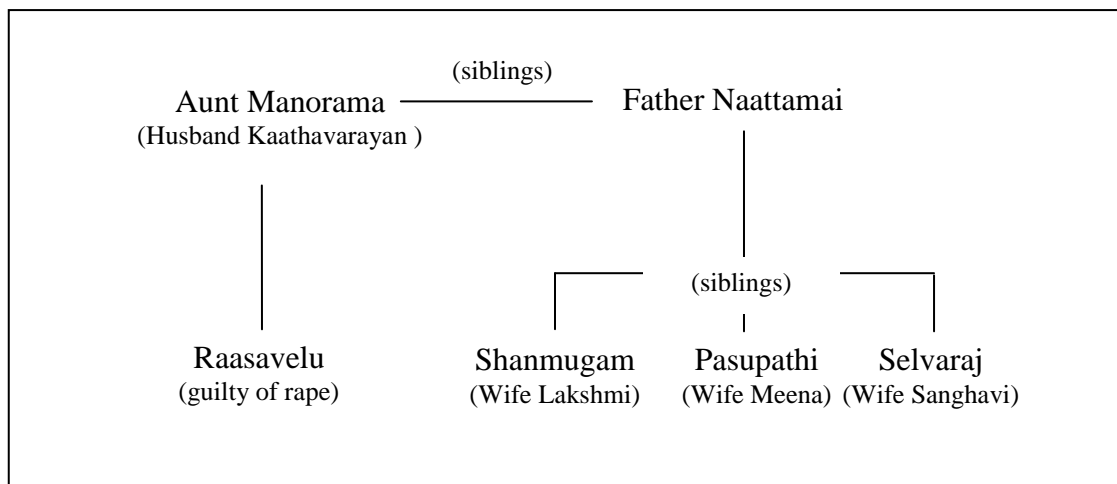 (siblings)
Aunt Manorama
Father Naattamai
(Husband Kaathavarayan )
(siblings)
Raasavelu
Shanmugam
Pasupathi
Selvaraj
(guilty of rape)
(Wife Lakshmi)
(Wife Meena)
(Wife Sanghavi)